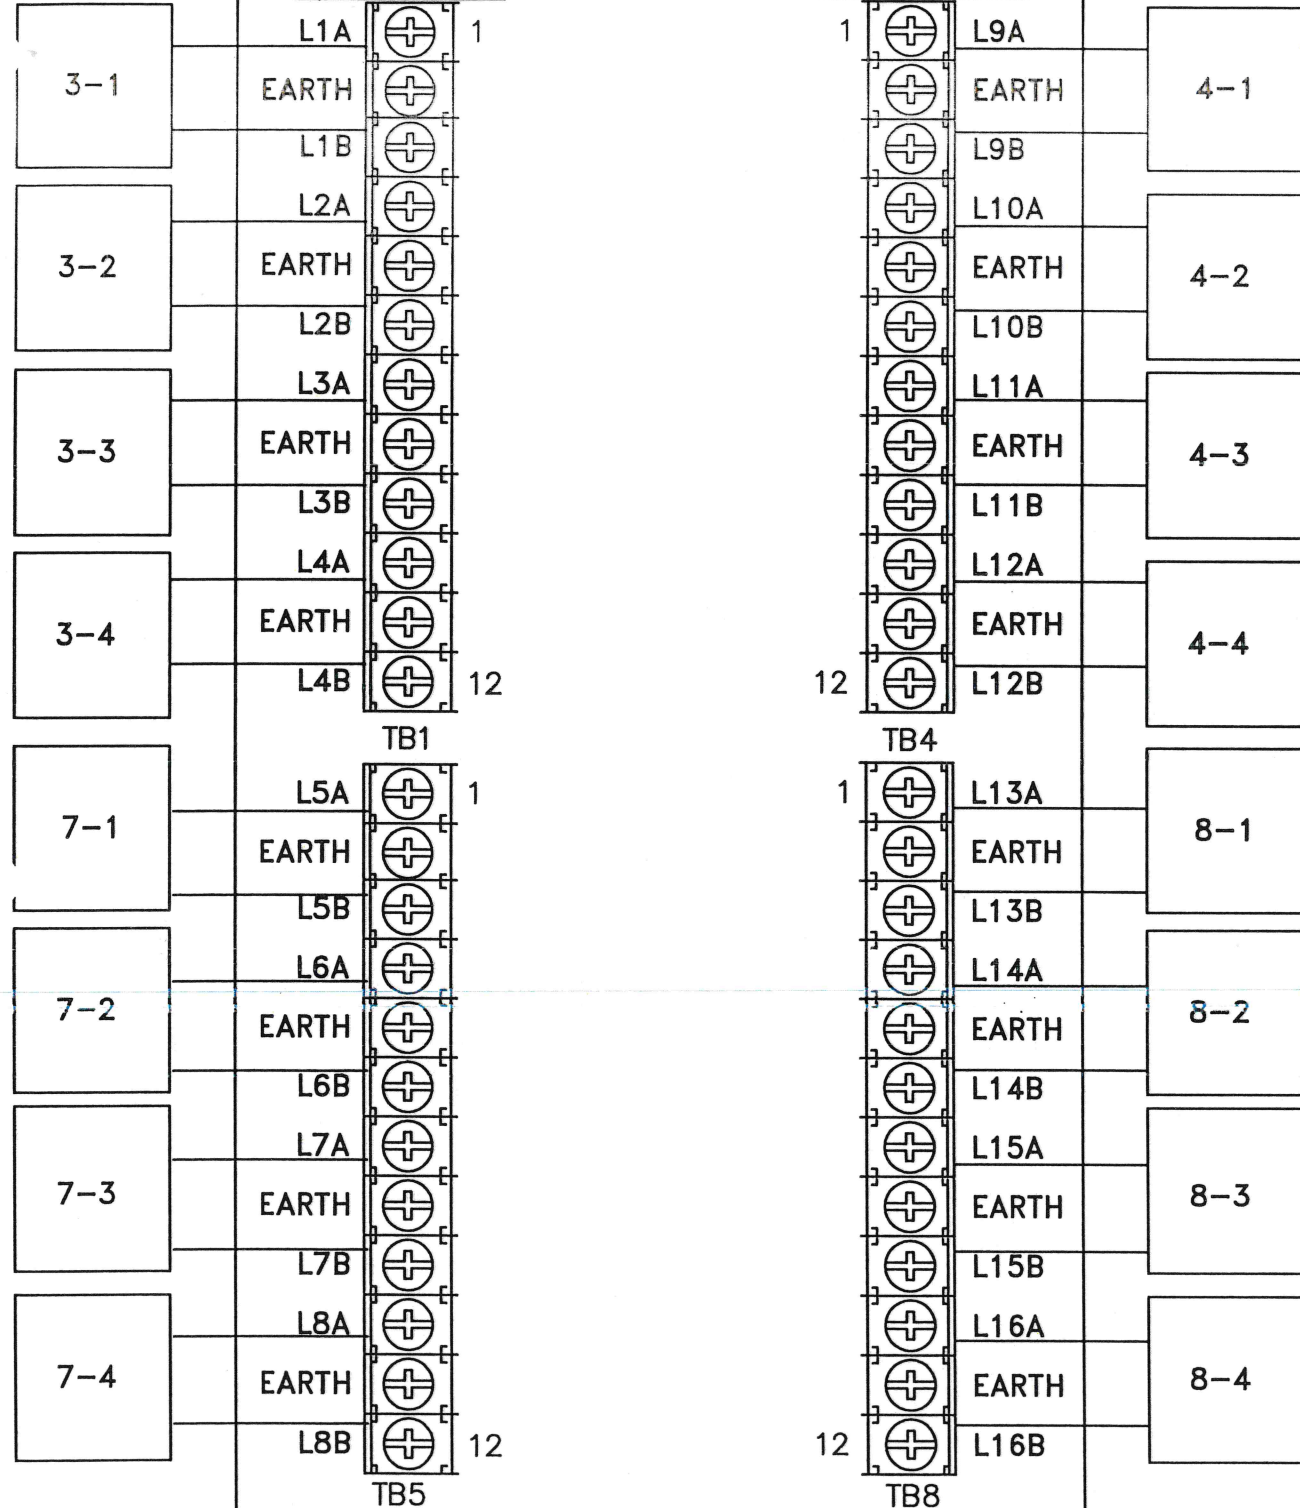 L1A 1 1 L9A
3-1 EARTH EARTH 4-1
L1B L9B
L2A L10A
3-2 EARTH EARTH 4-2
L2B L10B
L3A L11A
3-3 EARTH EARTH 4-3
L3B L11B
L4A L12A
3-4 EARTH EARTH 4-4
L4B 12 12 L12B
TB1 TB4
L5A 1 1 L13A
7-1 EARTH EARTH 8-1
L5B L13B
L6A L14A
7-2 EARTH EARTH 8-2
L6B L14B
L7A L15A
7-3 EARTH EARTH 8-3
L7B L15B
L8A L16A
7-4 EARTH EARTH 8-4
L8B 12 12 L16B
TB5 TB8